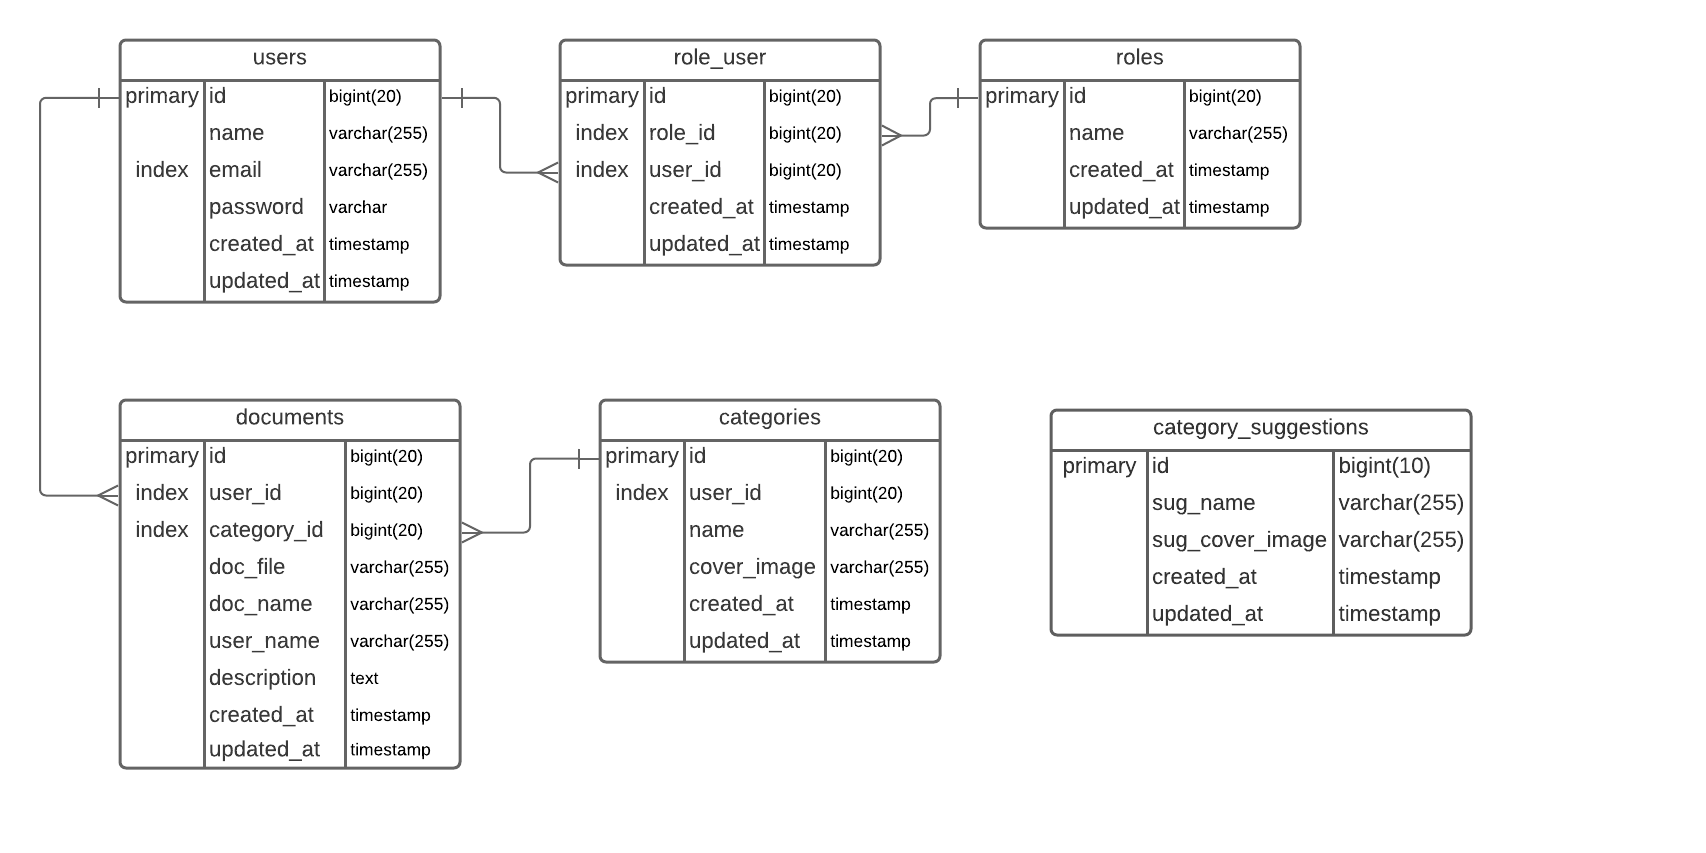 users
primary id bigint(20)
name varchar(255)
index email varchar(255)
password varchar
created_at timestamp
updated_at timestamp
role_user
primary id bigint(20)
index role_id bigint(20)
index user_id bigint(20)
created_at timestamp
updated_at timestamp
roles
primary id bigint(20)
name varchar(255)
created_at timestamp
updated_at timestamp
documents
primary id bigint(20)
index user_id bigint(20)
index category_id bigint(20)
doc_file varchar(255)
doc_name varchar(255)
user_name varchar(255)
description text
created_at timestamp
updated_at timestamp
categories
primary id bigint(20)
index user_id bigint(20)
name varchar(255)
cover_image varchar(255)
created_at timestamp
updated_at timestamp
category_suggestions
primary id bigint(10)
sug_name varchar(255)
sug_cover_image varchar(255)
created_at timestamp
updated_at timestamp